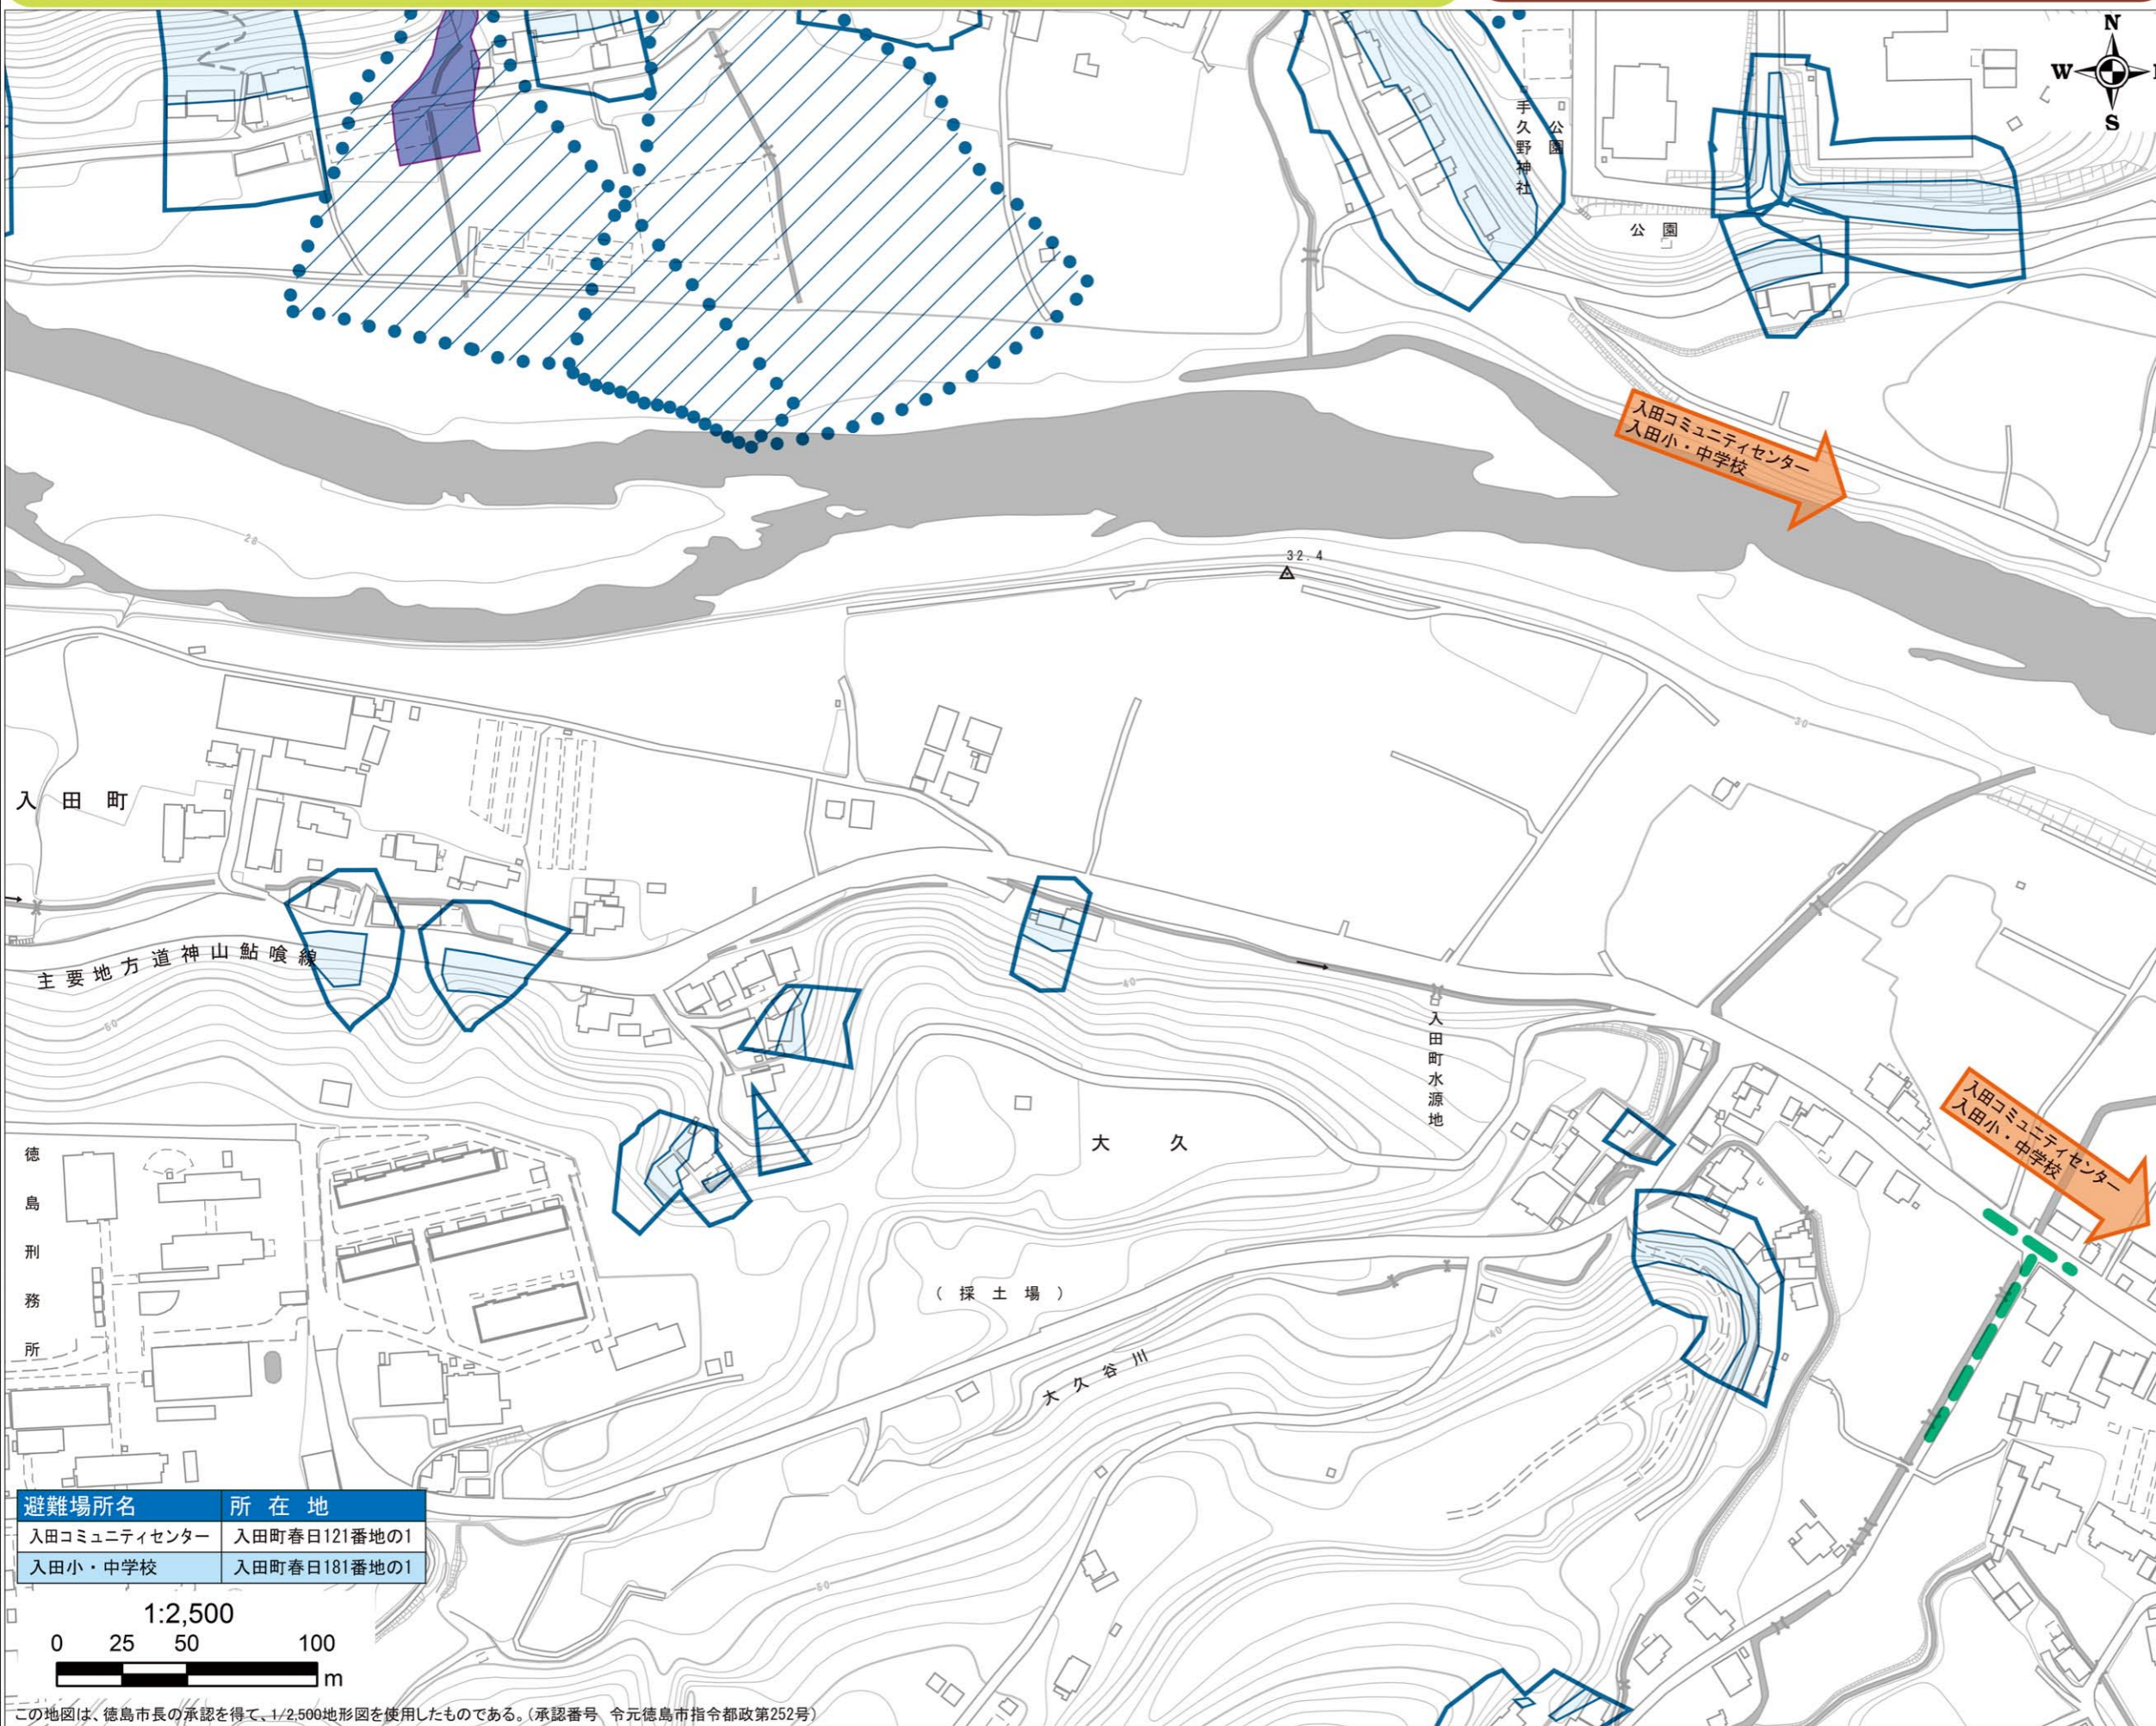 N
W
S
手久野神社
公園
公園
入田コミュニティセンター
入田小・中学校
28
32.4
30
入田町
主要地方道神山鮎喰線
60
40
入田町水源地
大久
入田コミュニティセンター
入田小・中学校
徳島刑務所
（採土場）
大久谷川
40
50
避難場所名 所在地
入田コミュニティセンター 入田町春日121番地の1
入田小・中学校 入田町春日181番地の1
1:2,500
0 25 50 100
m
この地図は、徳島市長の承認を得て、1/2,500地形図を使用したものである。（承認番号 令元徳島市指令都政第252号）